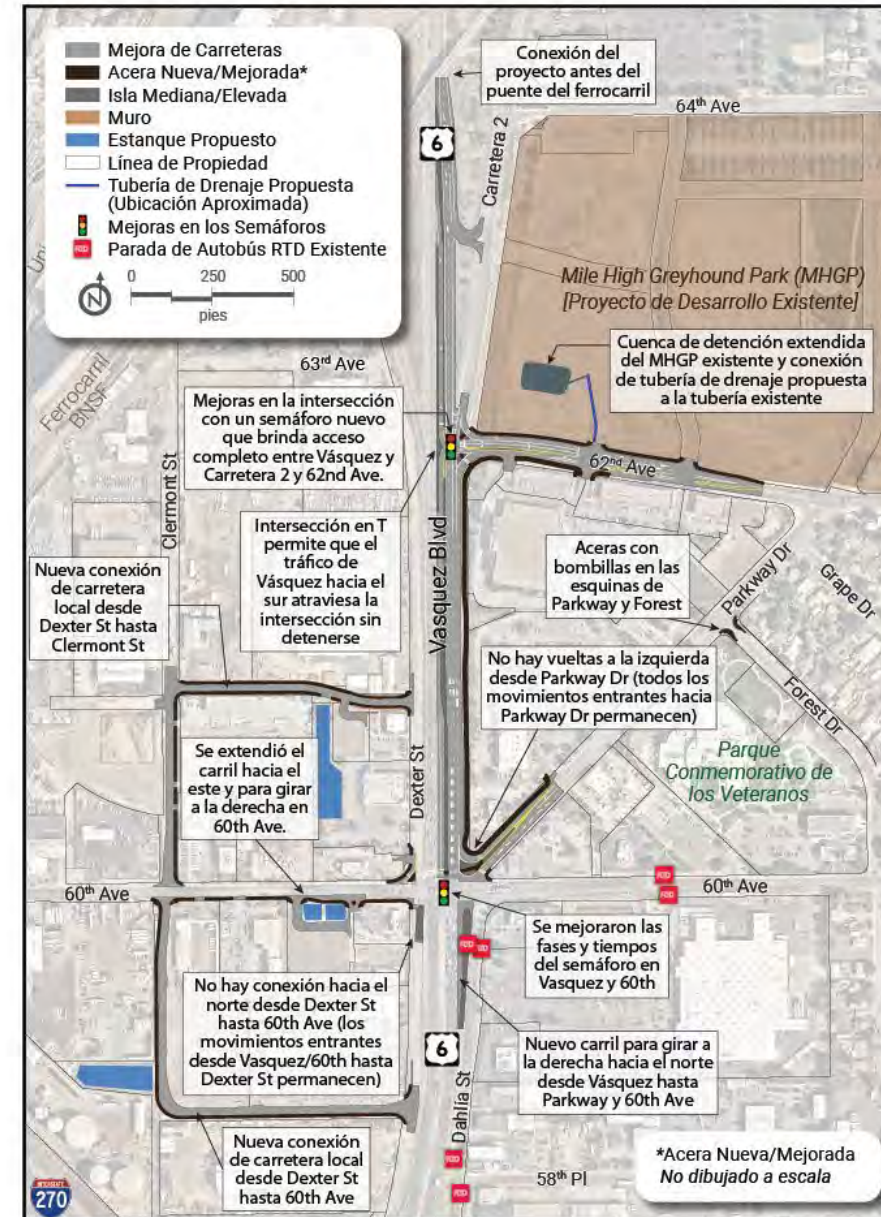 Mejora de Carreteras
Acera Nueva/Mejorada*
Isla Mediana/Elevada
Muro
Estanque Propuesto
Línea de Propiedad
Tubería de Drenaje Propuesta
(Ubicación Aproximada)
Mejoras en los Semáforos
RTD
Parada de Autobús RTD Existente
N
0
250
500
pies
Conexión del
proyecto antes del
puente del ferrocarril
6
Carretera 2
64th Ave
Mile High Greyhound Park (MHGP)
[Proyecto de Desarrollo Existente]
Cuenca de detención extendida
del MHGP existente y conexión
de tubería de drenaje propuesta
a la tubería existente
Ferrocarril
BNSF
63rd Ave
Clermont St
Mejoras en la intersección
con un semáforo nuevo
que brinda acceso
completo entre Vásquez y
Carretera 2 y 62nd Ave.
62nd Ave
Intersección en T
permite que el
tráfico de
Vásquez hacia el
sur atraviesa la
intersección sin
detenerse
Vasquez Blvd
Aceras con
bombillas en las
esquinas de
Parkway y Forest
Parkway Dr
Grape Dr
Forest Dr
Nueva conexión
de carretera local
desde
Dexter St hasta
Clermont St
No hay vueltas a la izquierda
desde Parkway Dr (todos los
movimientos entrantes hacia
Parkway Dr permanecen)
Parque
Conmemorativo de
los Veteranos
Se extendió el
carril hacia el
este y para girar
a la derecha en
60th Ave.
Dexter St
60th Ave
60th Ave
RTD
RTD
Se mejoraron las
fases y tiempos
del semáforo en
Vasquez y 60th
RTD
RTD
No hay conexión hacia el
norte desde Dexter St
hasta 60th Ave (los
movimientos entrantes
desde Vasquez/60th hasta
Dexter St permanecen)
6
Dahlia St
Nuevo carril para girar a
la derecha hacia el norte
desde Vásquez hasta
Parkway y 60th Ave
Nueva conexión
de carretera local
desde Dexter St
hasta 60th Ave
RTD
RTD
58th Pl
INTERSTATE
270
*Acera Nueva/Mejorada
No dibujado a escala